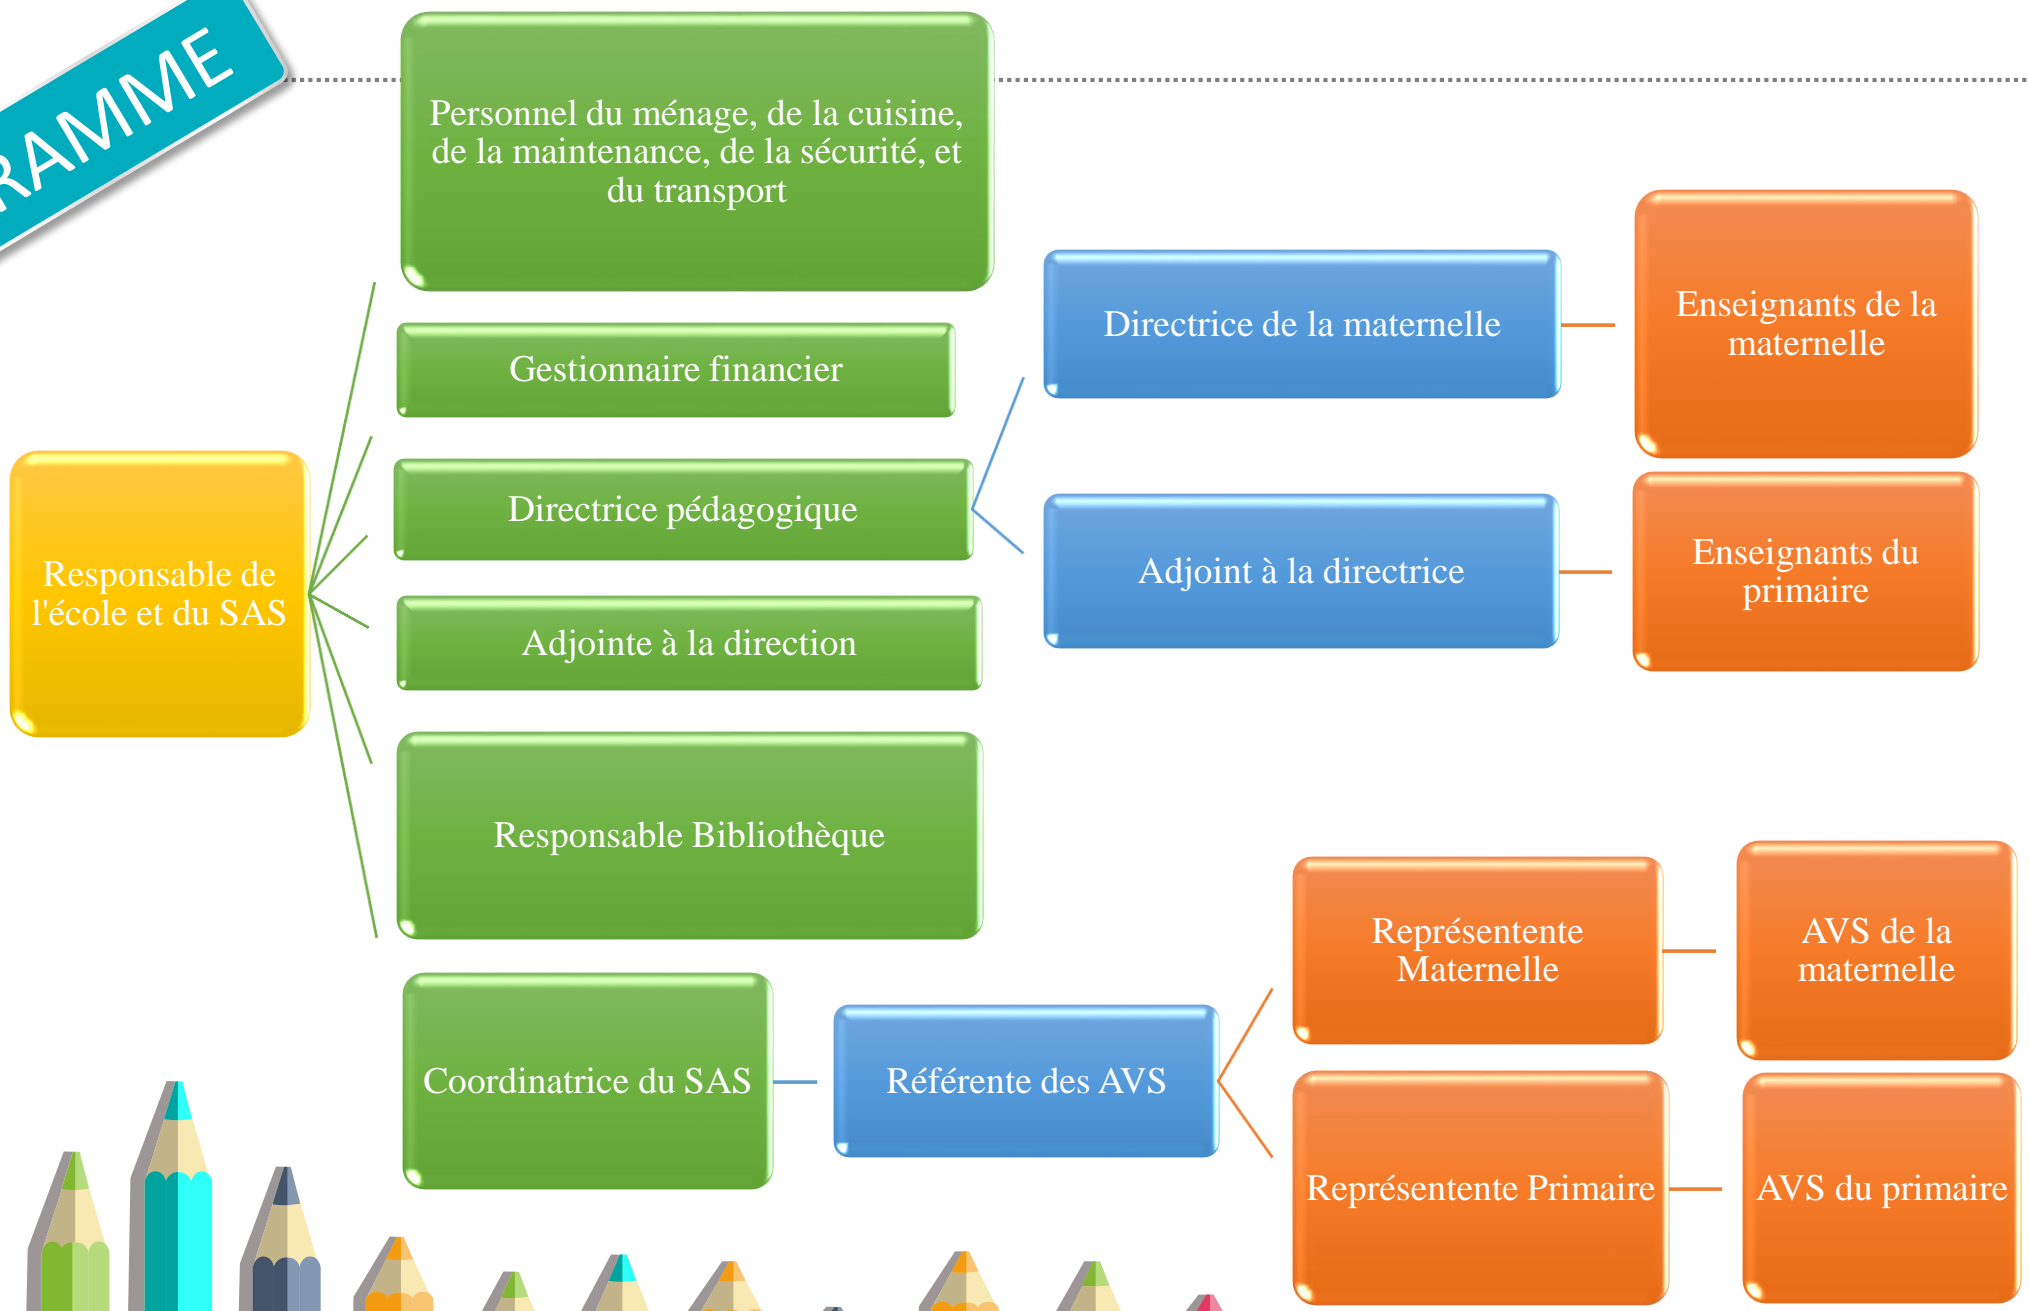 RAMME
Personnel du ménage, de la cuisine,
de la maintenance, de la sécurité, et
du transport
Gestionnaire financier
Directrice pédagogique
Adjointe à la direction
Responsable Bibliothèque
Coordinatrice du SAS
Responsable de
l'école et du SAS
Directrice de la maternelle
Adjoint à la directrice
Enseignants de la
maternelle
Enseignants du
primaire
Référente des AVS
Représentente
Maternelle
AVS de la
maternelle
Représentente Primaire
AVS du primaire